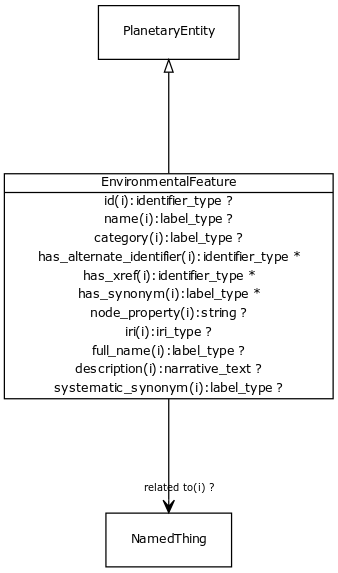 PlanetaryEntity
EnvironmentalFeature
id(i):identifier_type ?
name(i):label_type ?
category(i):label_type ?
has_alternate_identifier(i):identifier_type *
has_xref(i):identifier_type *
has_synonym(i):label_type *
node_property(i):string ?
iri(i):iri_type ?
full_name(i):label_type ?
description(i):narrative_text ?
systematic_synonym(i):label_type ?
related to(i) ?
NamedThing